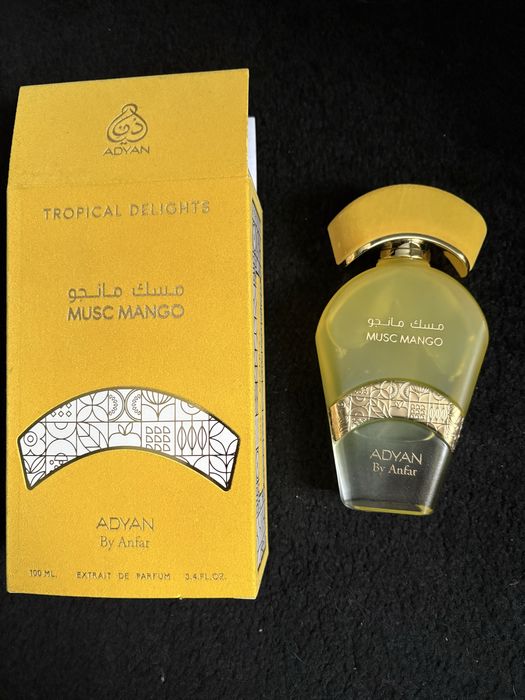 ADYAN
TROPICAL DELIGHTS
مسك مانجو
MUSC MANGO
ADYAN
By Anfar
100 ML. EXTRAIT DE PARFUM 3.4.FL.OZ.
مسك مانجو
MUSC MANGO
ADYAN
By Anfar